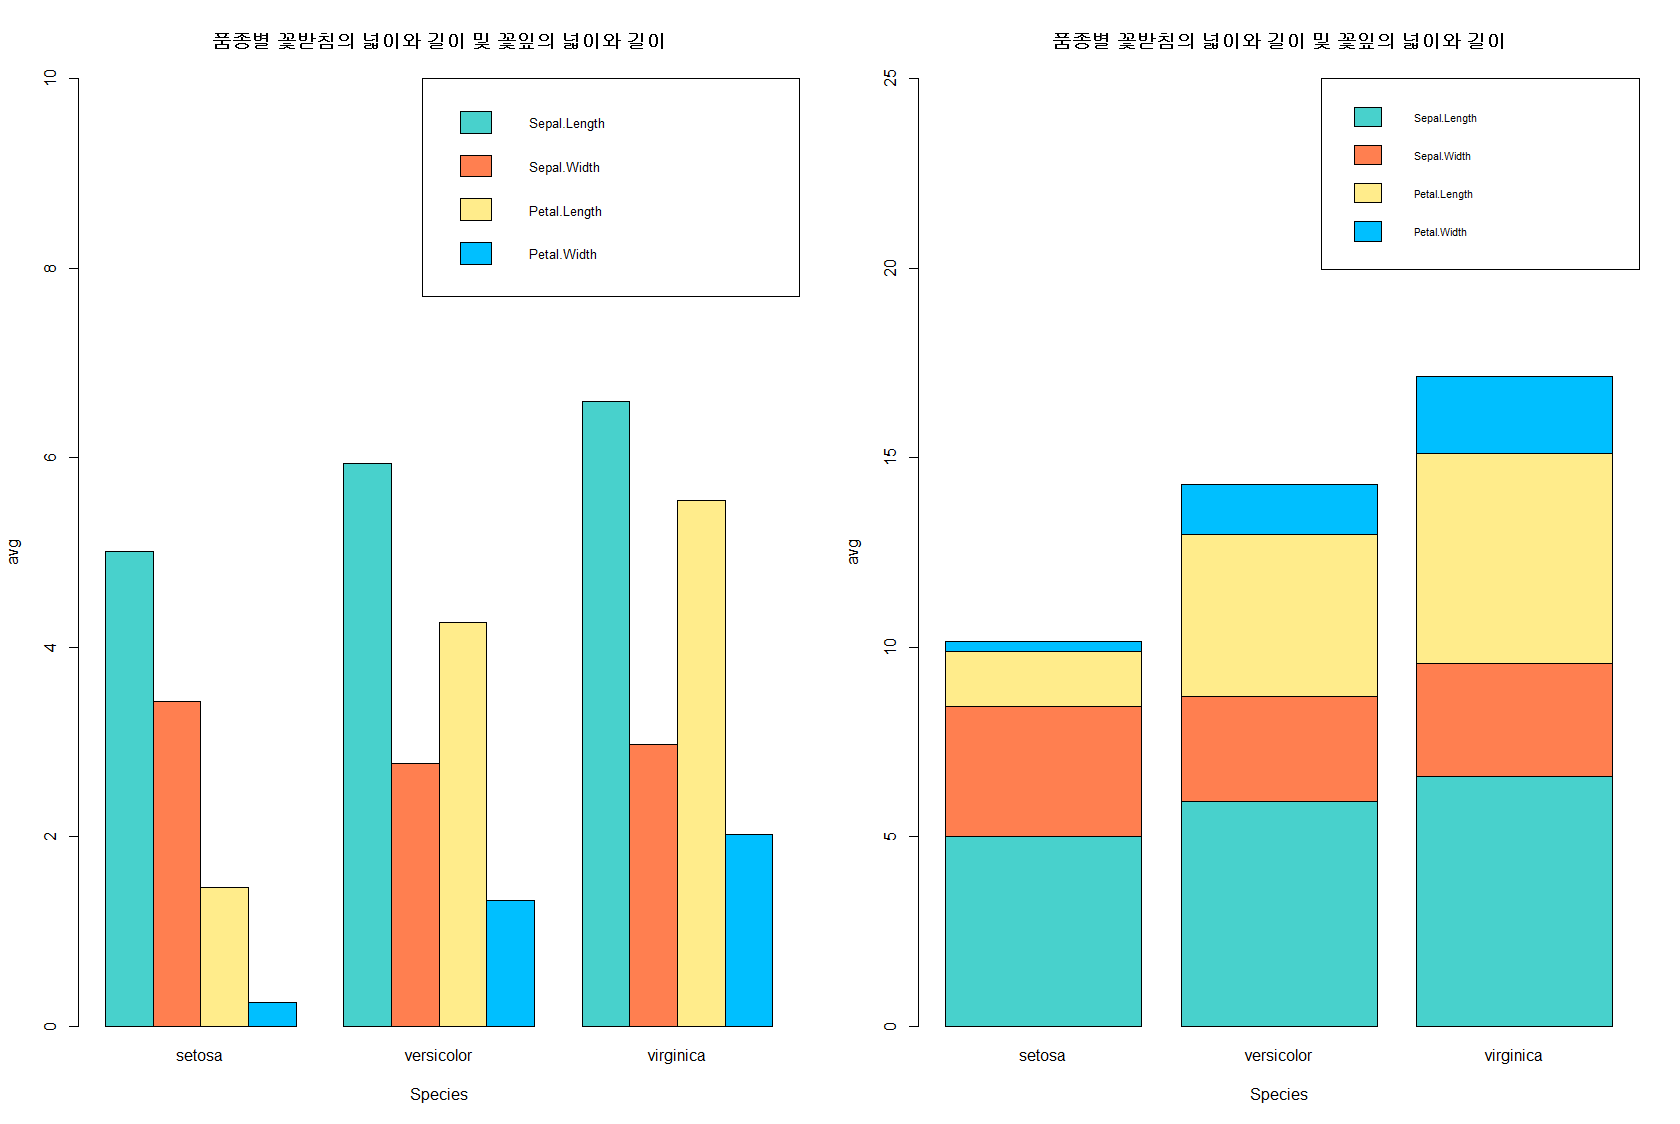 품종별 꽃받침의 넓이와 길이 및 꽃잎의 넓이와 길이
10
8
6
4
2
0
avg
Sepal.Length
Sepal.Width
Petal.Length
Petal.Width
setosa versicolor virginica
Species
품종별 꽃받침의 넓이와 길이 및 꽃잎의 넓이와 길이
25
20
15
10
5
0
avg
Sepal.Length
Sepal.Width
Petal.Length
Petal.Width
setosa versicolor virginica
Species